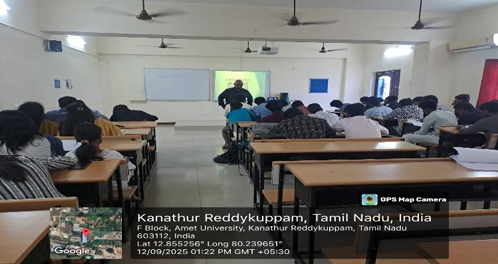 GPS Map Camera
Kanathur Reddykuppam, Tamil Nadu, India
F Block, Amet University, Kanathur Reddykuppam, Tamil Nadu
603112, India
Lat 12.855256° Long 80.239651°
12/09/2025 01:22 PM GMT +05:30
Google